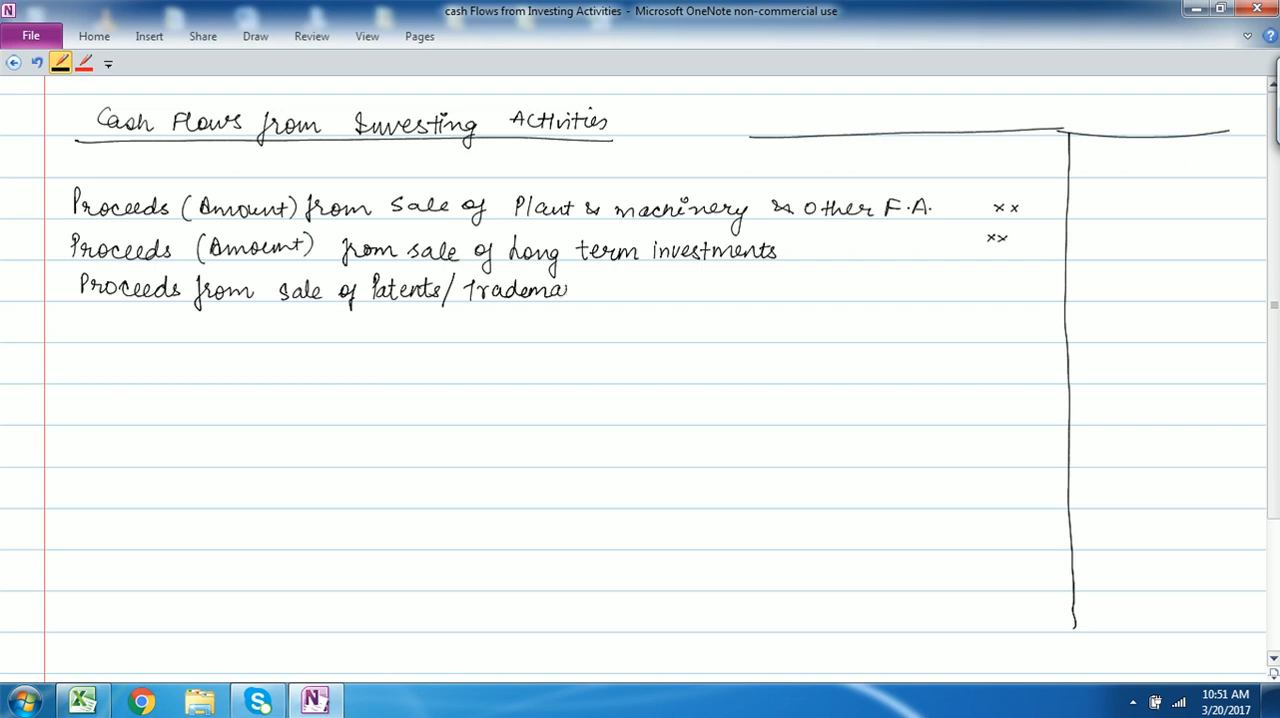 cash Flows from Investing Activities - Microsoft OneNote non-commercial use
File Home Insert Share Draw Review View Pages
Cash Flows from Investing Activities
Proceeds (Amount) from sale of Plant & machinery & Other F.A. xx
Proceeds (Amount) from sale of Long term investments xx
Proceeds from sale of Patents/Tradema
10:51 AM
3/20/2017